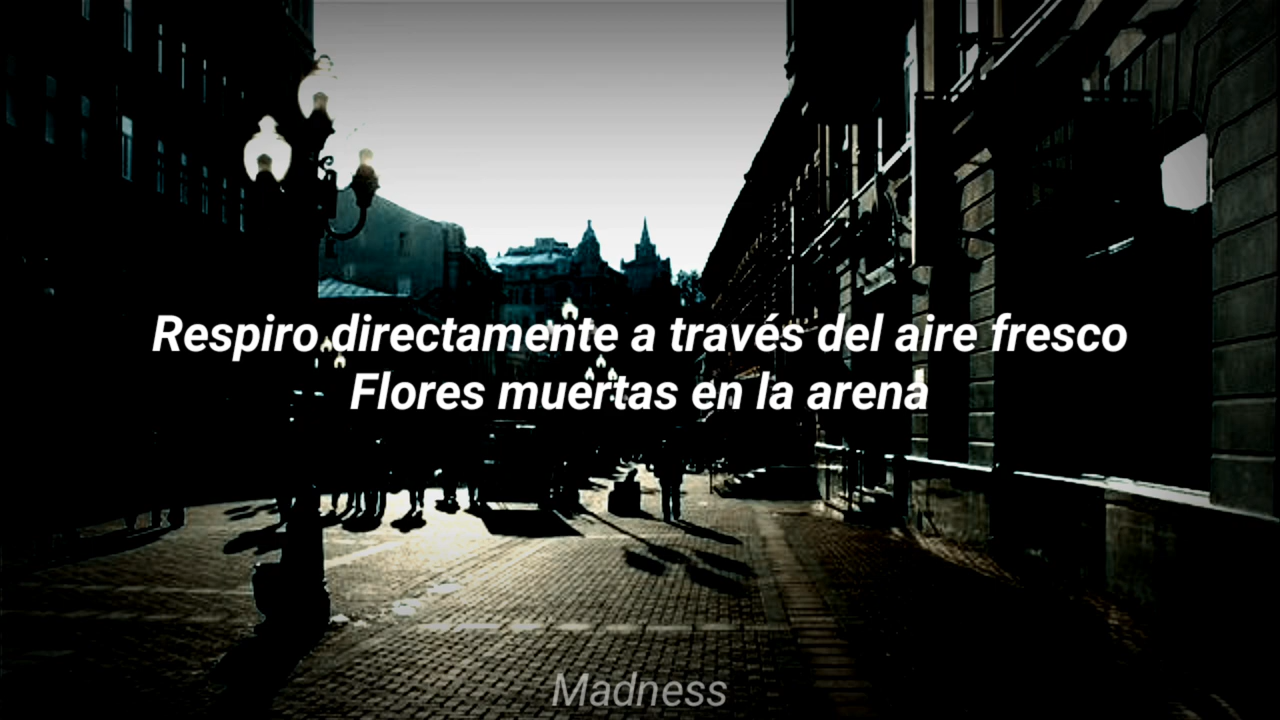 Respiro directamente a través del aire fresco
Flores muertas en la arena
Madness